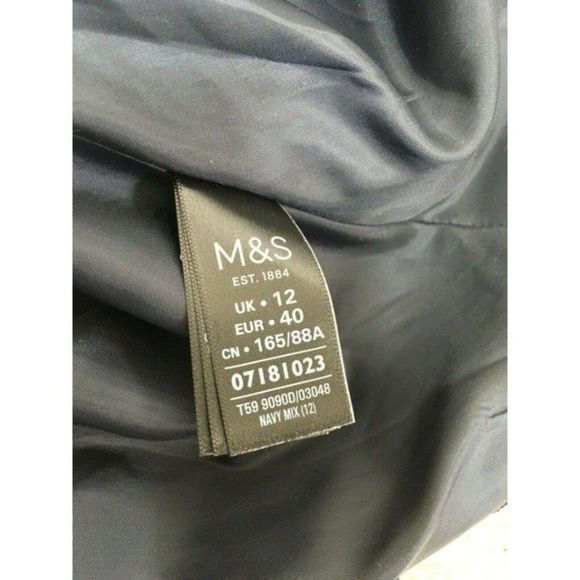 M&S
EST. 1884
UK • 12
EUR • 40
CN • 165/88A
07181023
T59 9090D/03048
NAVY MIX (12)